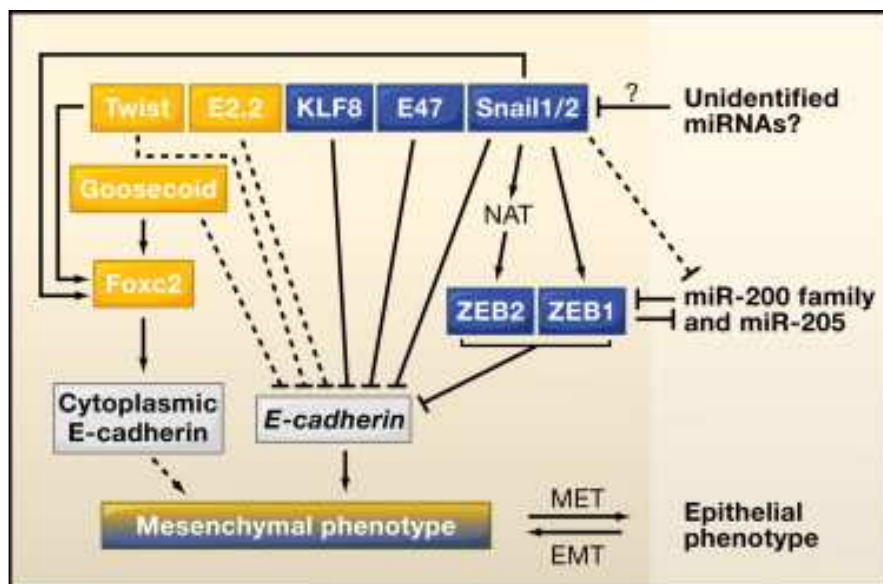 Twist E2.2 KLF8 E47 Snail1/2
?
Unidentified
miRNAs?
Goosecoid
NAT
Foxc2
ZEB2 ZEB1
miR-200 family
and miR-205
Cytoplasmic
E-cadherin
E-cadherin
Mesenchymal phenotype
MET
EMT
Epithelial
phenotype